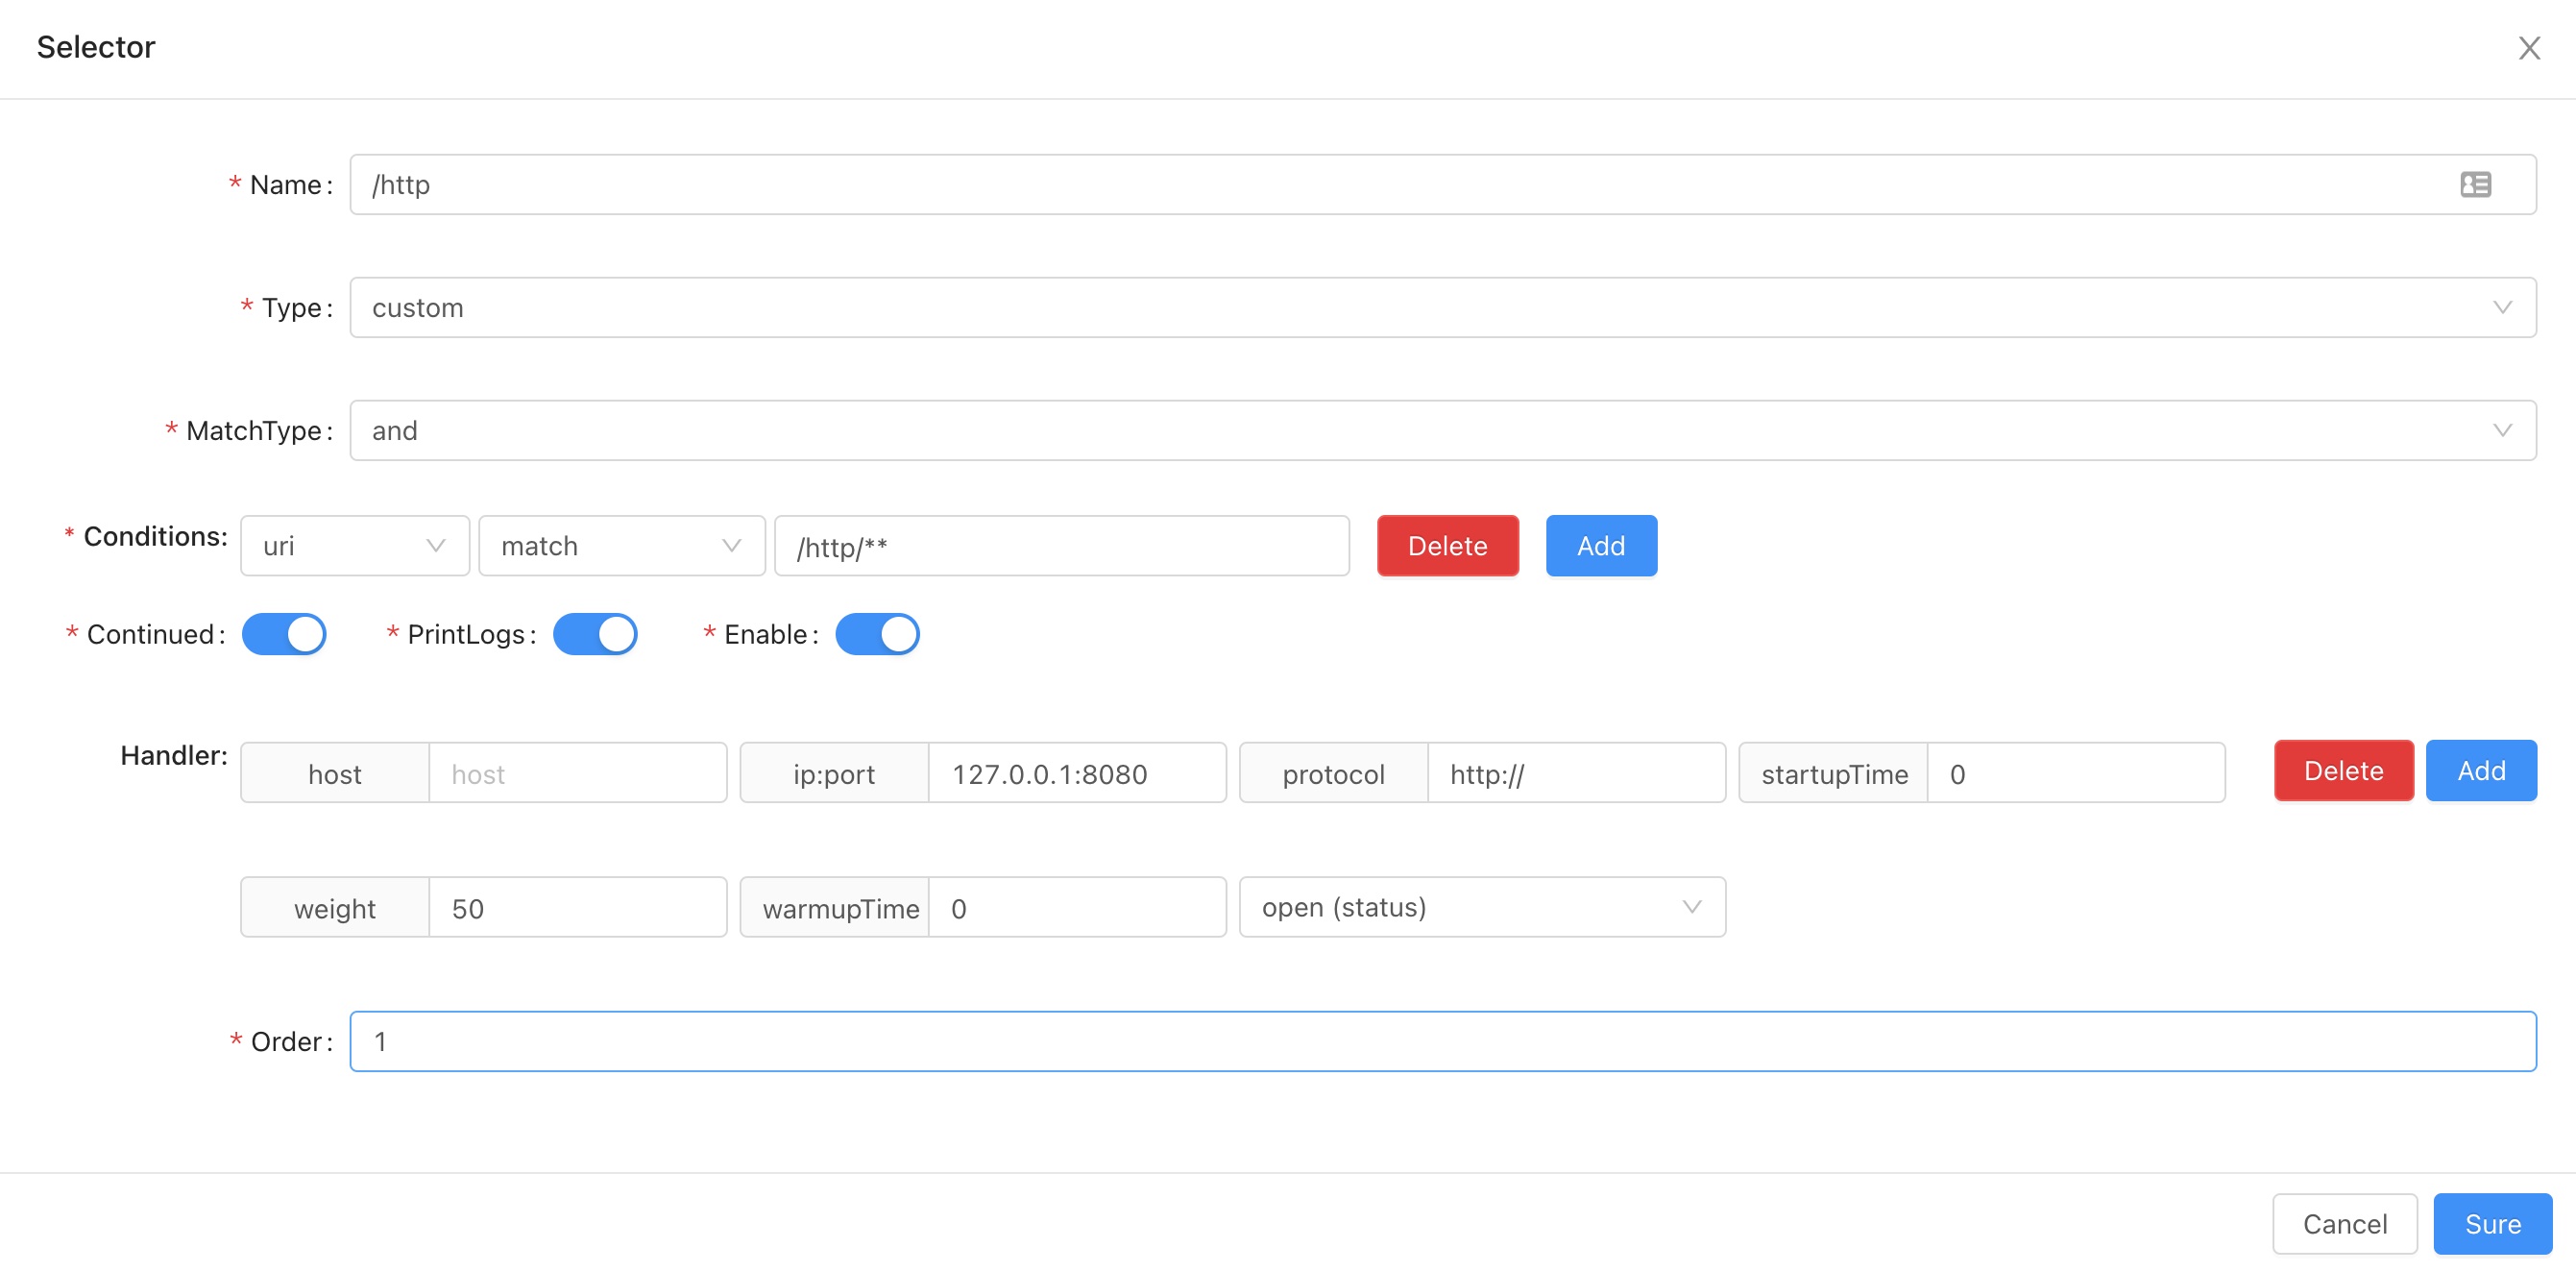 Selector
* Name : /http
* Type : custom
* MatchType : and
* Conditions: uri match /http/** Delete Add
* Continued : * PrintLogs : * Enable :
Handler: host host ip:port 127.0.0.1:8080 protocol http:// startupTime 0 Delete Add
weight 50 warmupTime 0 open (status)
* Order : 1
Cancel Sure